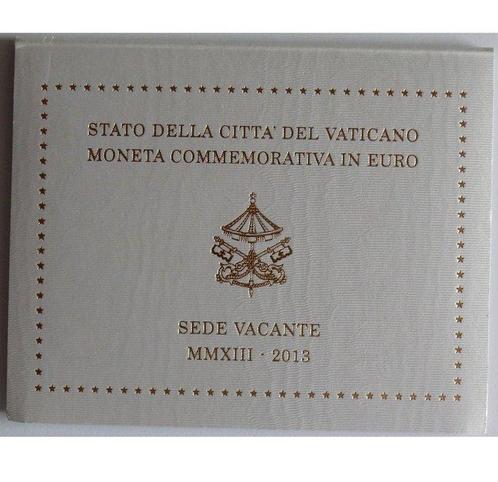 STATO DELLA CITTA' DEL VATICANO
MONETA COMMEMORATIVA IN EURO
SEDE VACANTE
MMXIII · 2013